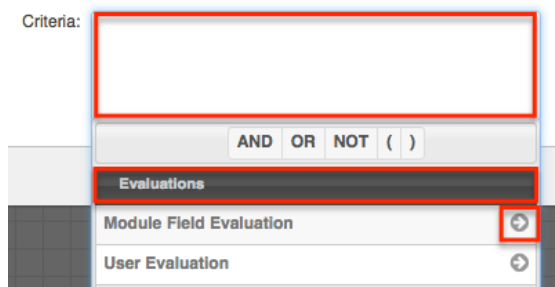 Criteria:
AND OR NOT ( )
Evaluations
Module Field Evaluation
User Evaluation